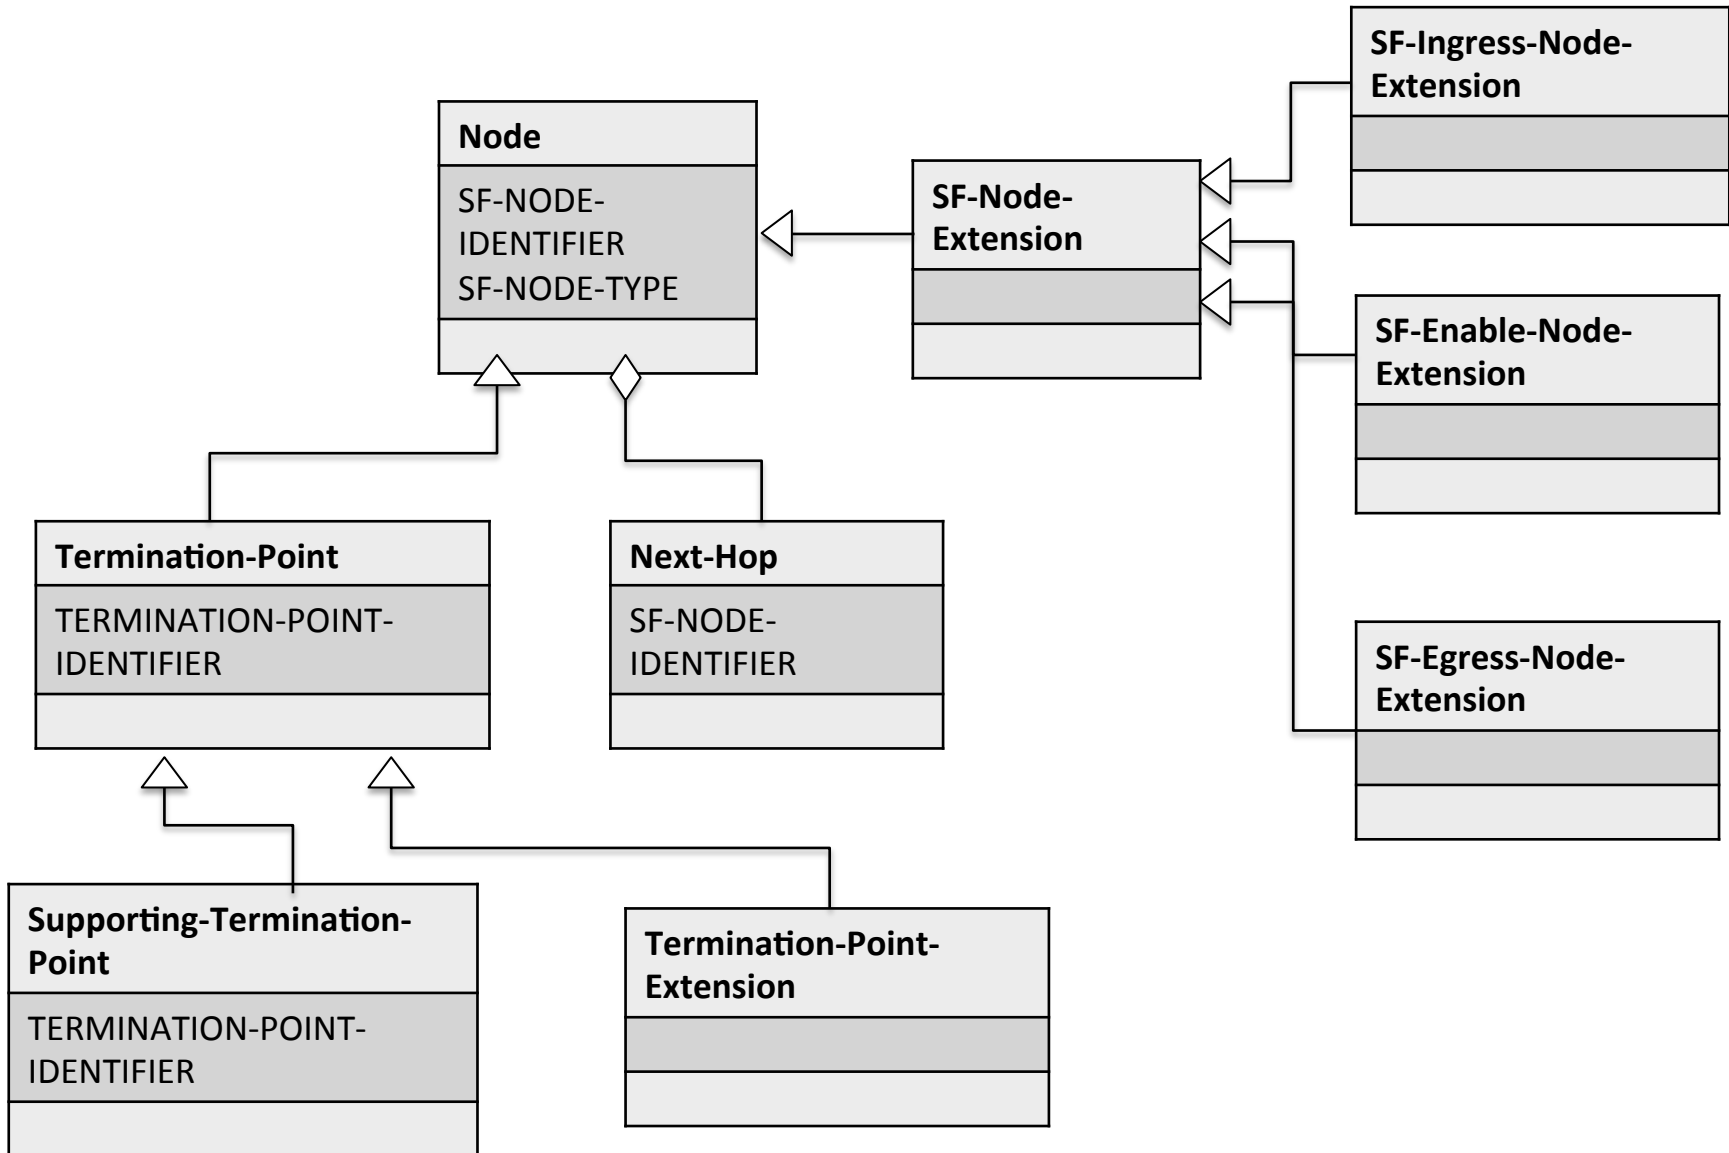 SF-Ingress-Node-
Extension
Node
SF-NODE-
IDENTIFIER
SF-NODE-TYPE
SF-Node-
Extension
SF-Enable-Node-
Extension
Termination-Point
TERMINATION-POINT-
IDENTIFIER
Next-Hop
SF-NODE-
IDENTIFIER
SF-Egress-Node-
Extension
Supporting-Termination-
Point
TERMINATION-POINT-
IDENTIFIER
Termination-Point-
Extension